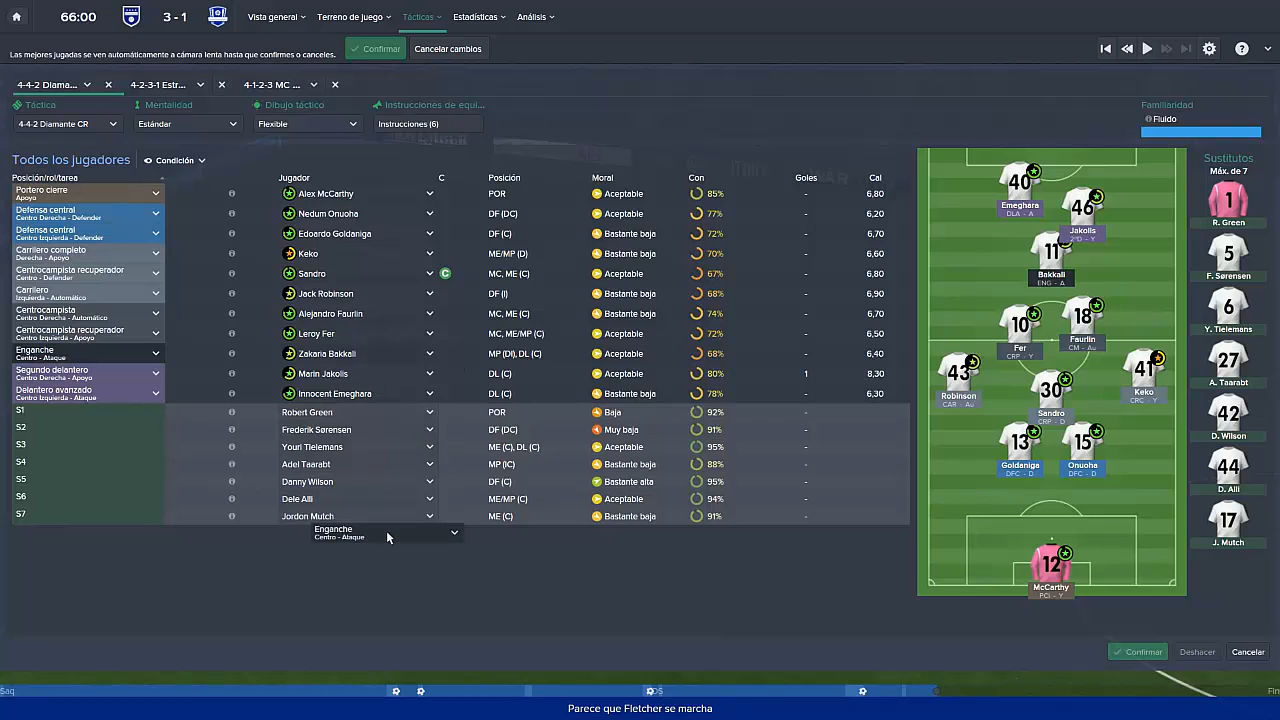 66:00 3 - 1 Vista general Terreno de juego Tácticas Estadísticas Análisis
Las mejores jugadas se ven automáticamente a cámara lenta hasta que confirmes o canceles. Confirmar Cancelar cambios
4-4-2 Diama... 4-2-3-1 Estr... 4-1-2-3 MC ...
Táctica Mentalidad Dibujo táctico Instrucciones de equi... Familiaridad
4-4-2 Diamante CR Estándar Flexible Instrucciones (6) Fluido
Todos los jugadores Condición
Posición/rol/tarea Jugador C Posición Moral Con Goles Cal
Portero cierre
Apoyo
Alex McCarthy POR Aceptable 85% 6,80
Defensa central
Centro Derecha - Defender
Nedum Onuoha DF (DC) Aceptable 77% - 6,20
Defensa central
Centro Izquierda - Defender
Edoardo Goldaniga DF (C) Bastante baja 72% - 6,70
Carrilero completo
Derecha - Apoyo
Keko ME/MP (D) Bastante baja 70% - 6,60
Centrocampista recuperador
Centro - Defender
Sandro C MC, ME (C) Aceptable 67% - 6,80
Carrilero
Izquierda - Automático
Jack Robinson DF (I) Bastante baja 68% - 6,90
Centrocampista
Centro Derecha - Automático
Alejandro Faurlin MC, ME (C) Bastante baja 74% - 6,70
Centrocampista recuperador
Centro Izquierda - Apoyo
Leroy Fer MC, ME/MP (C) Aceptable 72% - 6,50
Enganche
Centro - Ataque
Zakaria Bakkali MP (DI), DL (C) Aceptable 68% - 6,40
Segundo delantero
Centro Derecha - Apoyo
Marin Jakolis DL (C) Aceptable 80% 1 8,30
Delantero avanzado
Centro Izquierda - Ataque
Innocent Emeghara DL (C) Bastante baja 78% - 6,30
S1 Robert Green POR Baja 92% -
S2 Frederik Sørensen DF (DC) Muy baja 91% -
S3 Youri Tielemans ME (C), DL (C) Aceptable 95% -
S4 Adel Taarabt MP (IC) Bastante baja 88% -
S5 Danny Wilson DF (C) Bastante alta 95% -
S6 Dele Alli ME/MP (C) Aceptable 94% -
S7 Jordon Mutch ME (C) Bastante baja 91% -
Enganche
Centro - Ataque
40
Emeghara
DLA - A
46
Jakolis
2ºD - Y
11
Bakkali
ENG - A
10
Fer
CRP - Y
18
Faurlin
CM - Au
43
Robinson
CAR - Au
30
Sandro
CRP - D
41
Keko
CRC - Y
13
Goldaniga
DFC - D
15
Onuoha
DFC - D
12
McCarthy
PCI - Y
Sustitutos
Máx. de 7
1
R. Green
5
F. Sørensen
6
Y. Tielemans
27
A. Taarabt
42
D. Wilson
44
D. Alli
17
J. Mutch
Confirmar Deshacer Cancelar
Parece que Fletcher se marcha